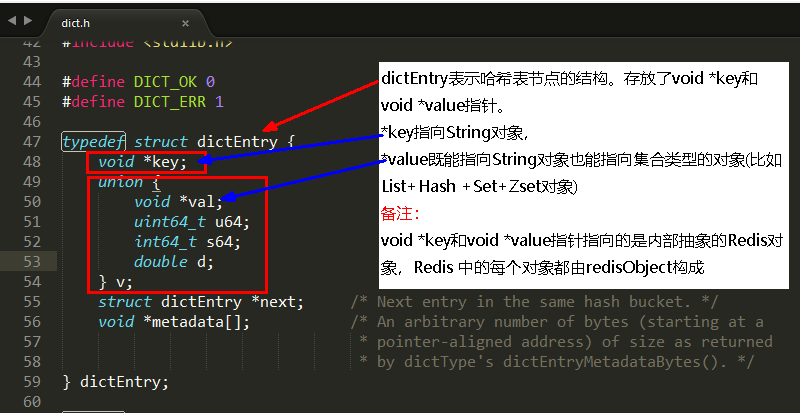 dict.h
42 #include <stdlib.h>
43
44 #define DICT_OK 0
45 #define DICT_ERR 1
46
47 typedef struct dictEntry {
48 void *key;
49 union {
50 void *val;
51 uint64_t u64;
52 int64_t s64;
53 double d;
54 } v;
55 struct dictEntry *next; /* Next entry in the same hash bucket. */
56 void *metadata[]; /* An arbitrary number of bytes (starting at a
57 * pointer-aligned address) of size as returned
58 * by dictType's dictEntryMetadataBytes(). */
59 } dictEntry;
60
dictEntry表示哈希表节点的结构。存放了void *key和
void *value指针。
*key指向String对象，
*value既能指向String对象也能指向集合类型的对象(比如
List+ Hash +Set+Zset对象)
备注：
void *key和void *value指针指向的是内部抽象的Redis对
象，Redis 中的每个对象都由redisObject构成